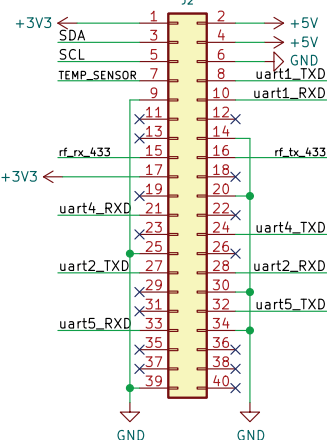 J2
+3V3 1 2 +5V
SDA 3 4 +5V
SCL 5 6 GND
TEMP_SENSOR 7 8 uart1_TXD
9 10 uart1_RXD
11 12
13 14
rf_rx_433 15 16 rf_tx_433
+3V3 17 18
19 20
uart4_RXD 21 22
23 24 uart4_TXD
25 26
uart2_TXD 27 28 uart2_RXD
29 30
31 32 uart5_TXD
uart5_RXD 33 34
35 36
37 38
39 40
GND GND